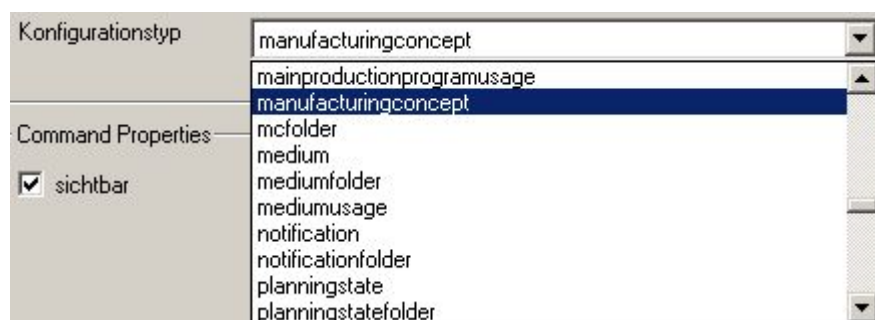 Konfigurationstyp
manufacturingconcept
mainproductionprogramusage
manufacturingconcept
mcfolder
Command Properties
medium
sichtbar
mediumfolder
mediumusage
notification
notificationfolder
planningstate
planningstatefolder